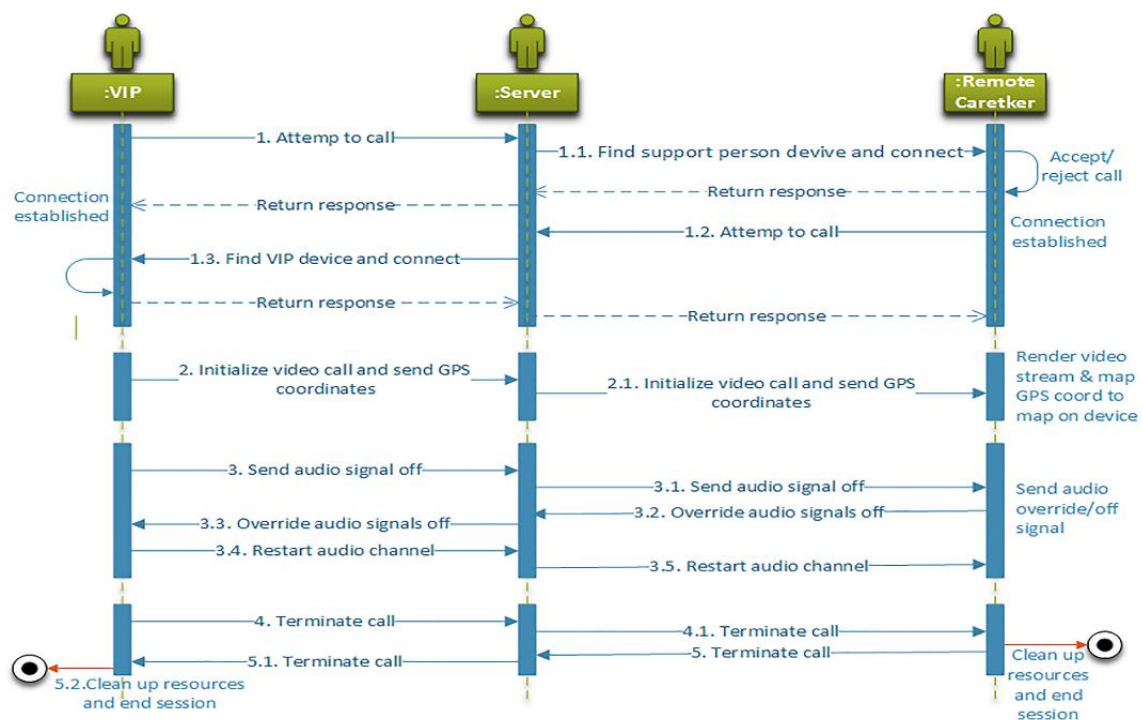 :VIP
:Server
:Remote
Caretker
1. Attemp to call
1.1. Find support person devive and connect
Accept/
reject call
Return response
Connection
established
Return response
1.2. Attemp to call
Connection
established
1.3. Find VIP device and connect
Return response
Return response
2. Initialize video call and send GPS
coordinates
2.1. Initialize video call and send GPS
coordinates
Render video
stream & map
GPS coord to
map on device
3. Send audio signal off
3.1. Send audio signal off
3.2. Override audio signals off
Send audio
override/off
signal
3.3. Override audio signals off
3.4. Restart audio channel
3.5. Restart audio channel
4. Terminate call
4.1. Terminate call
5. Terminate call
5.1. Terminate call
5.2.Clean up resources
and end session
Clean up
resources
and end
session